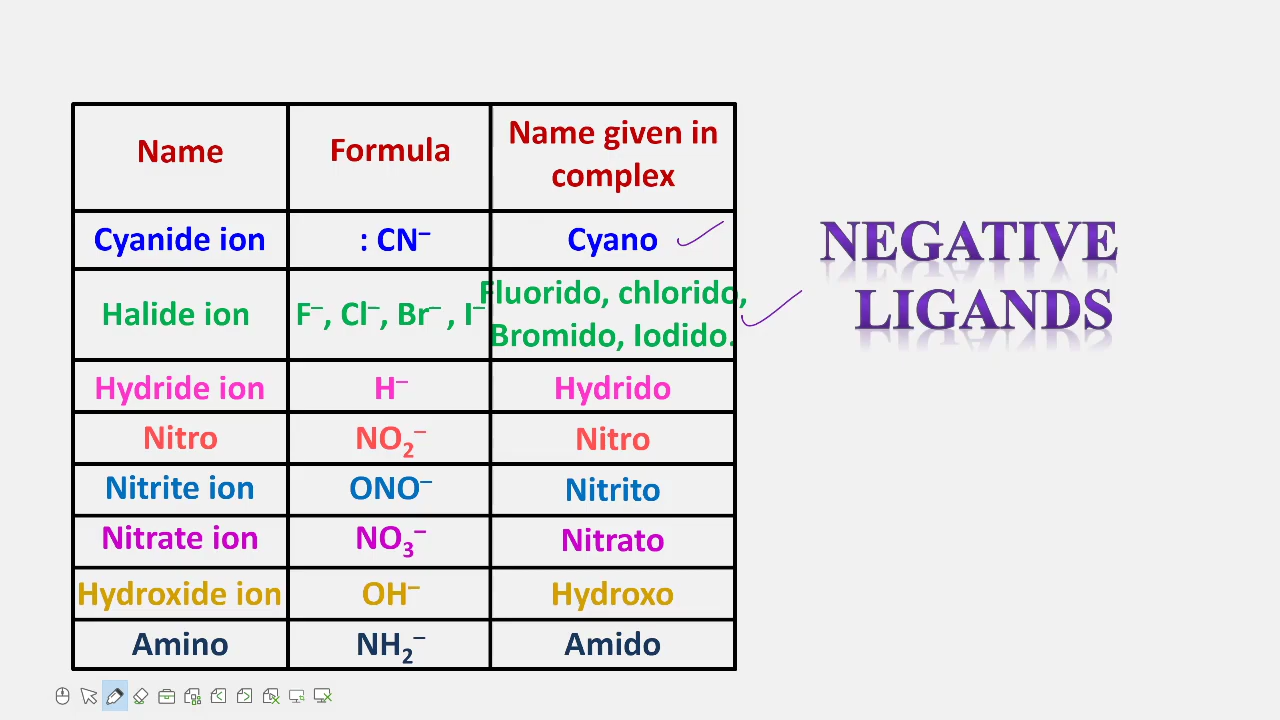 Name Formula Name given in
complex
Cyanide ion : CN⁻ Cyano
Halide ion F⁻, Cl⁻, Br⁻ , I⁻ Fluorido, chlorido,
Bromido, Iodido.
Hydride ion H⁻ Hydrido
Nitro NO₂⁻ Nitro
Nitrite ion ONO⁻ Nitrito
Nitrate ion NO₃⁻ Nitrato
Hydroxide ion OH⁻ Hydroxo
Amino NH₂⁻ Amido
NEGATIVE
LIGANDS